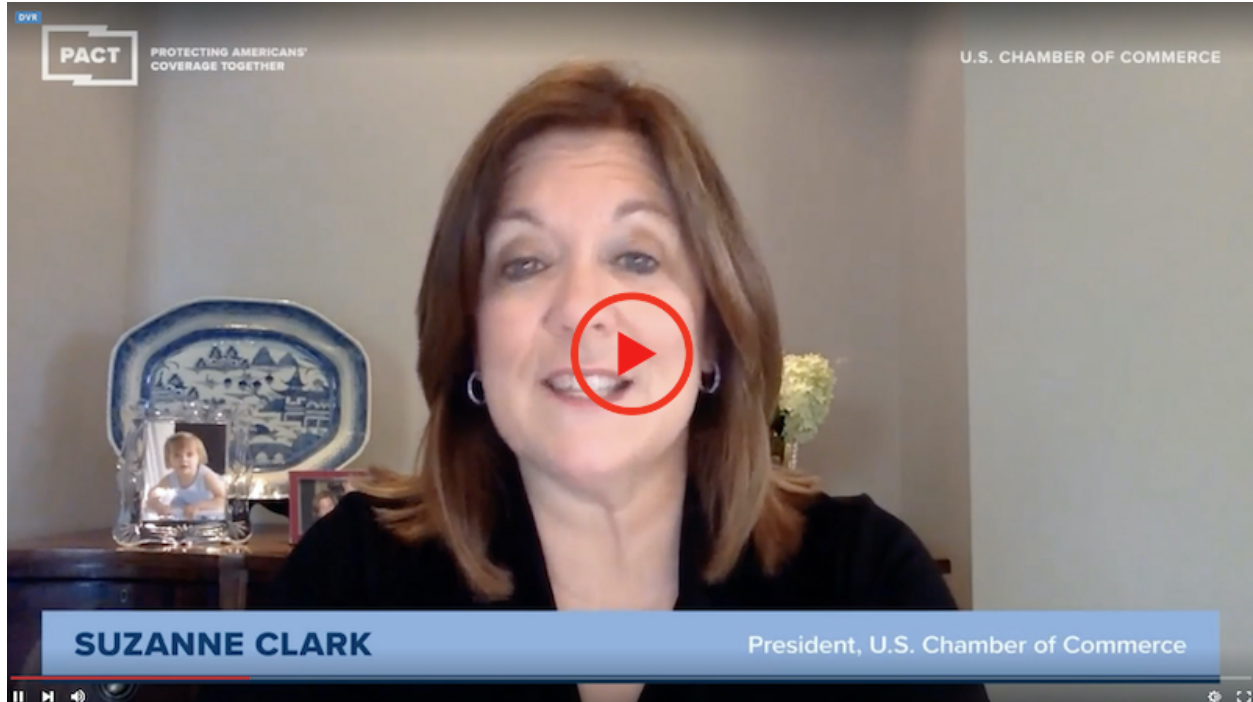 DVR
PACT
PROTECTING AMERICANS'
COVERAGE TOGETHER
U.S. CHAMBER OF COMMERCE
SUZANNE CLARK
President, U.S. Chamber of Commerce